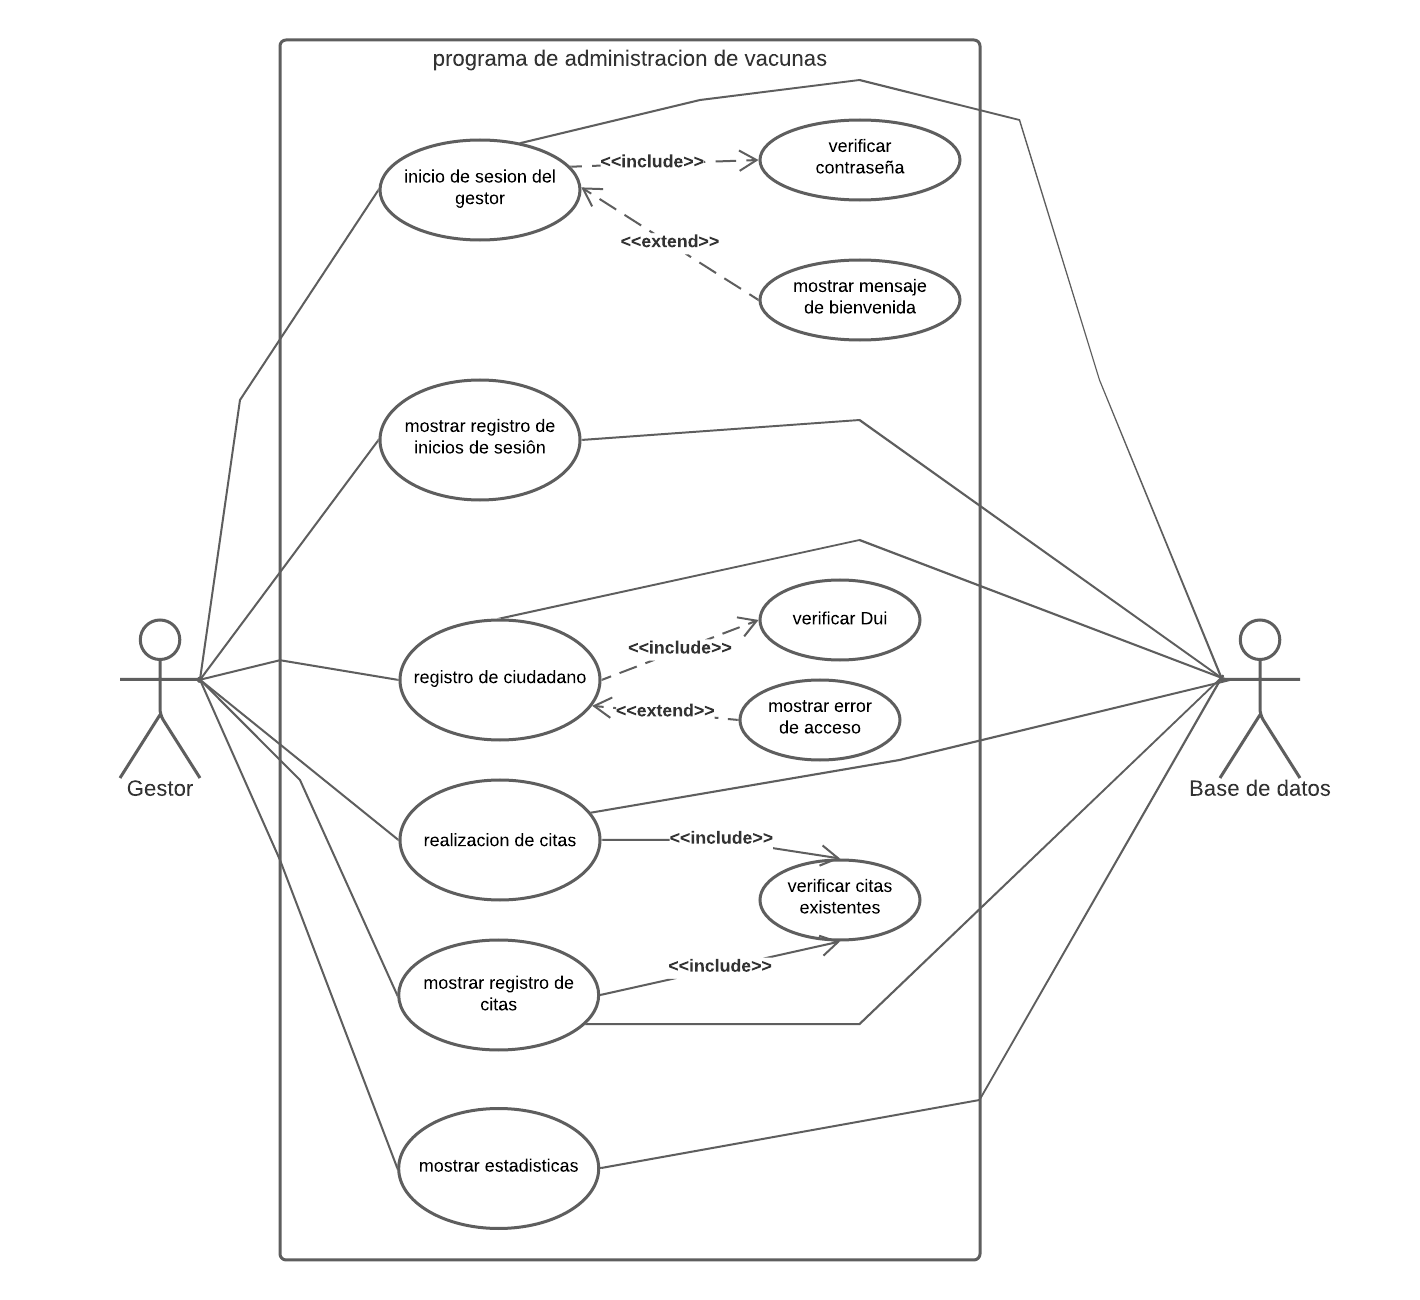 programa de administracion de vacunas
inicio de sesion del
gestor
<<include>>
verificar
contraseña
<<extend>>
mostrar mensaje
de bienvenida
mostrar registro de
inicios de sesiôn
registro de ciudadano
<<include>>
verificar Dui
<<extend>>
mostrar error
de acceso
Gestor
Base de datos
realizacion de citas
<<include>>
verificar citas
existentes
mostrar registro de
citas
<<include>>
mostrar estadisticas